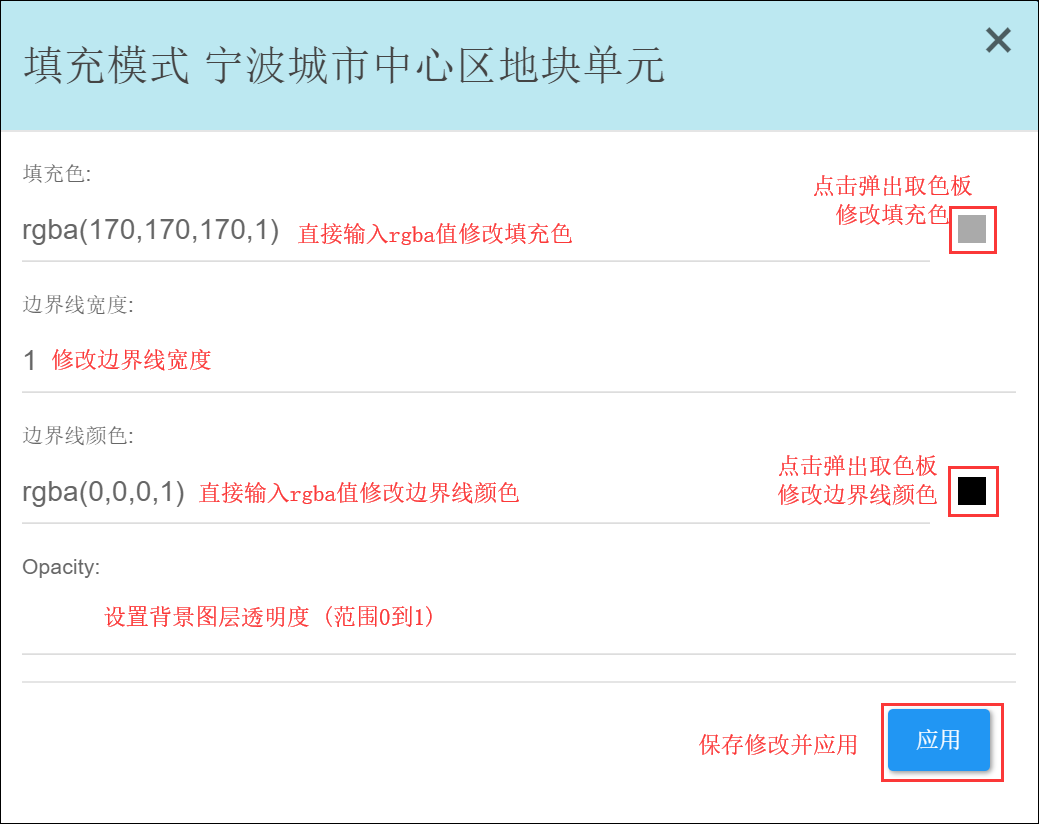 填充模式 宁波城市中心区地块单元
填充色:
点击弹出取色板
修改填充色
rgba(170,170,170,1) 直接输入rgba值修改填充色
边界线宽度:
1 修改边界线宽度
边界线颜色:
点击弹出取色板
修改边界线颜色
rgba(0,0,0,1) 直接输入rgba值修改边界线颜色
Opacity:
设置背景图层透明度（范围0到1）
保存修改并应用 应用